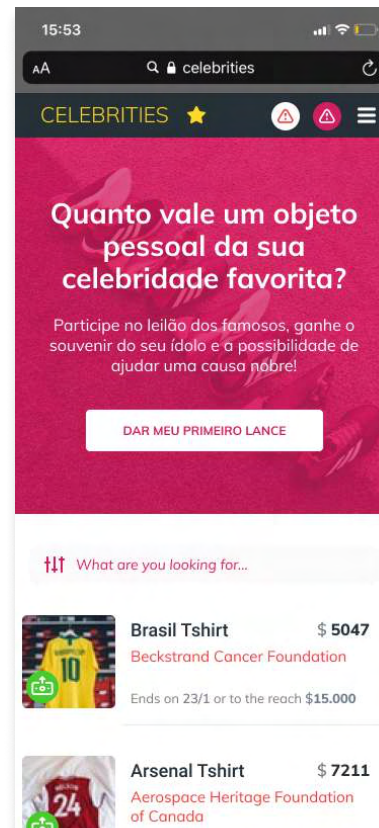 15:53
AA celebrities
CELEBRITIES
Quanto vale um objeto
pessoal da sua
celebridade favorita?
Participe no leilão dos famosos, ganhe o
souvenir do seu ídolo e a possibilidade de
ajudar uma causa nobre!
DAR MEU PRIMEIRO LANCE
What are you looking for...
Brasil Tshirt $ 5047
Beckstrand Cancer Foundation
10
Ends on 23/1 or to the reach $15.000
Arsenal Tshirt $ 7211
24
Aerospace Heritage Foundation
of Canada